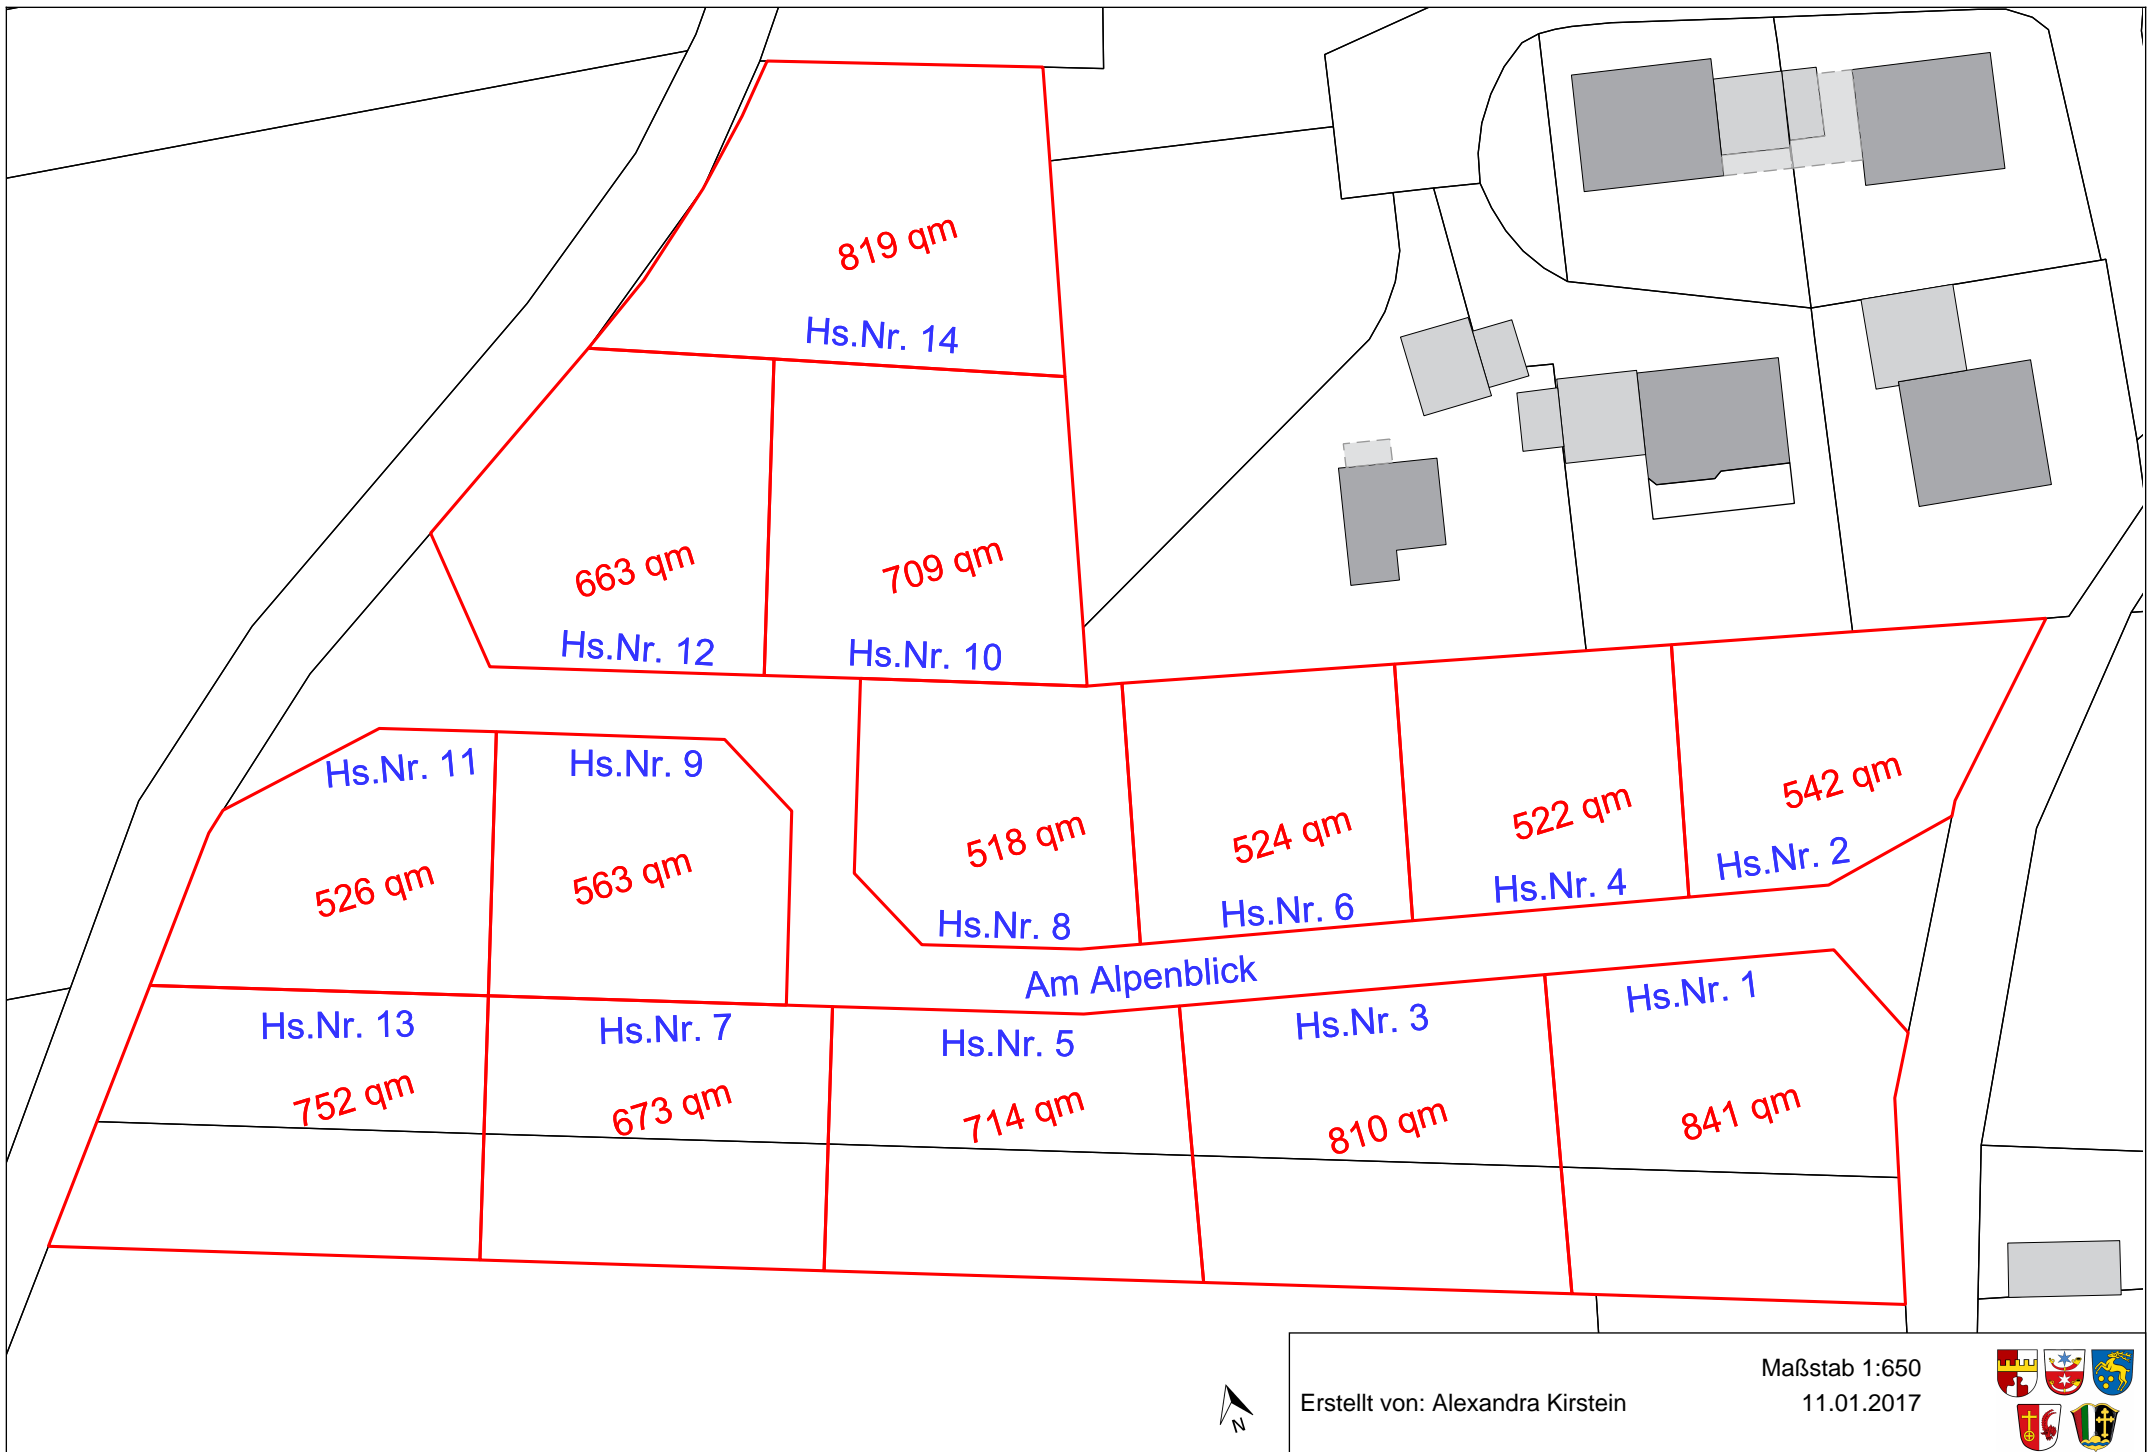 819 qm
Hs.Nr. 14
663 qm
709 qm
Hs.Nr. 12
Hs.Nr. 10
Hs.Nr. 11
Hs.Nr. 9
526 qm
563 qm
518 qm
524 qm
522 qm
542 qm
Hs.Nr. 8
Hs.Nr. 6
Hs.Nr. 4
Hs.Nr. 2
Am Alpenblick
Hs.Nr. 13
Hs.Nr. 7
Hs.Nr. 5
Hs.Nr. 3
Hs.Nr. 1
752 qm
673 qm
714 qm
810 qm
841 qm
N
Maßstab 1:650
Erstellt von: Alexandra Kirstein
11.01.2017